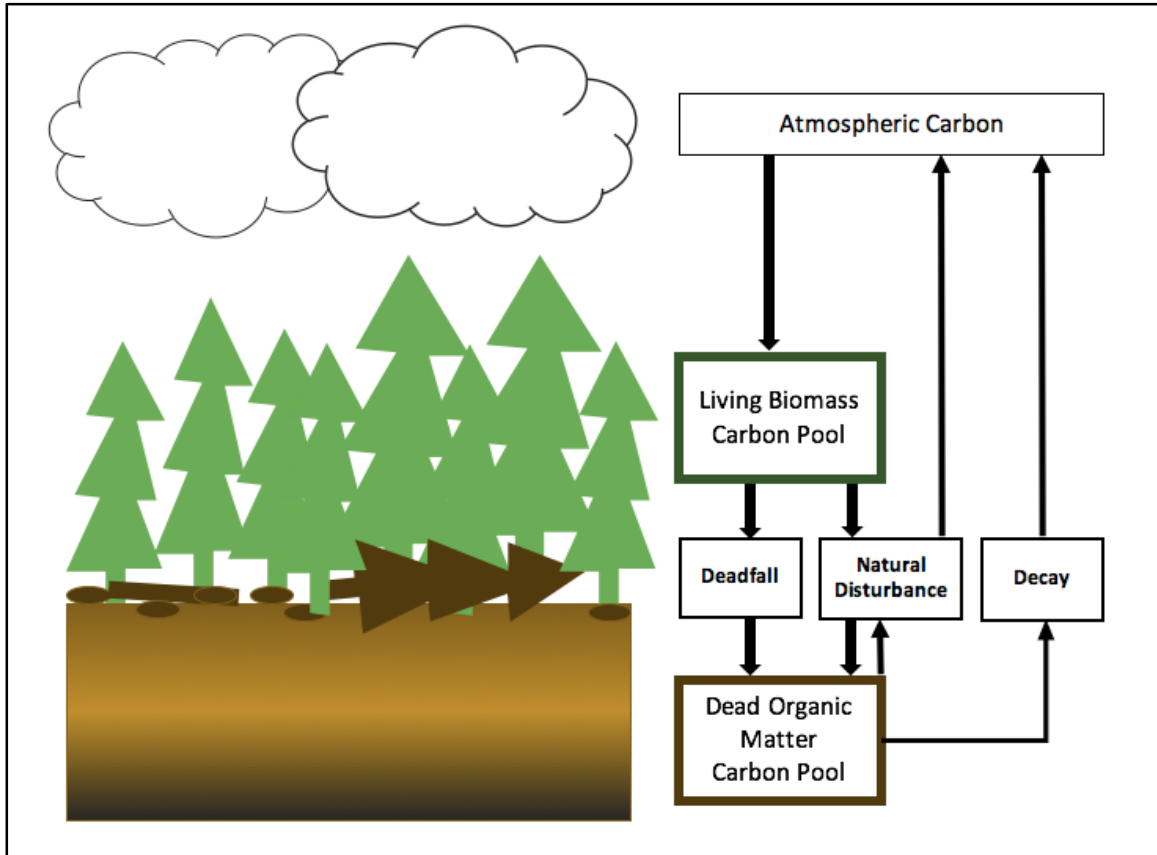 Atmospheric Carbon
Living Biomass
Carbon Pool
Deadfall
Natural
Disturbance
Decay
Dead Organic
Matter
Carbon Pool